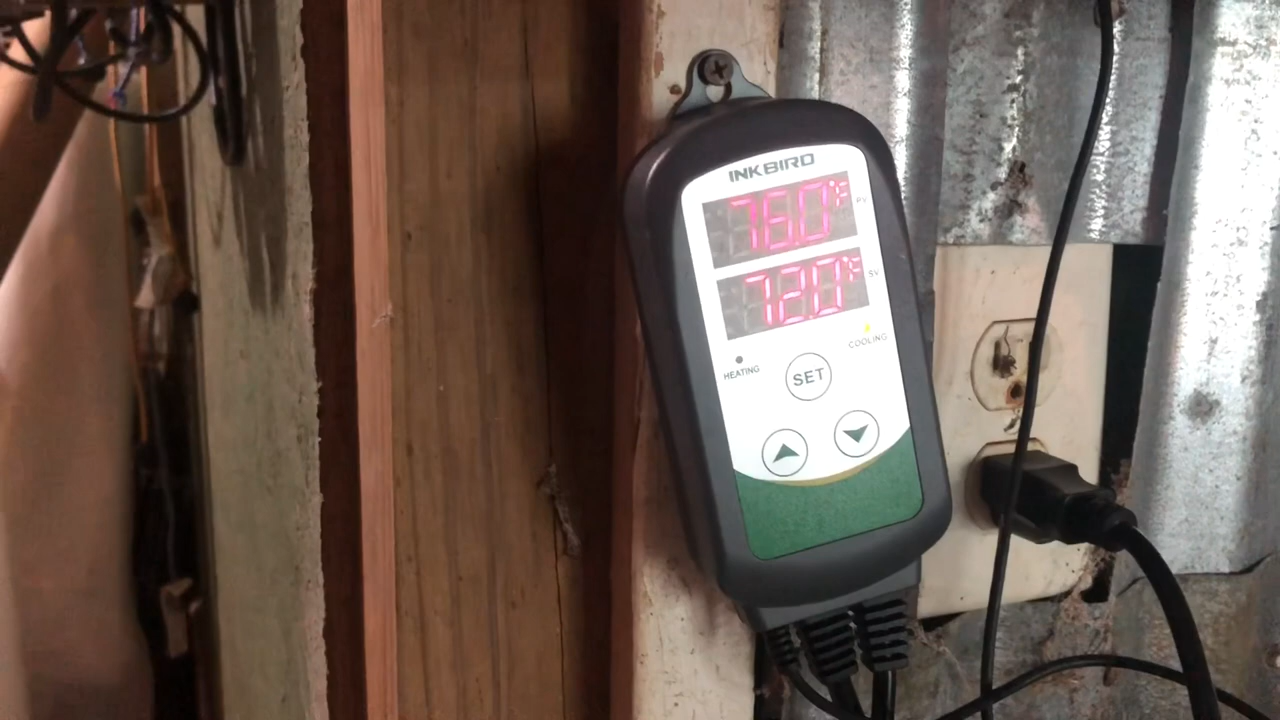 INKBIRD
76.0°F PV
72.0°F SV
COOLING
HEATING
SET